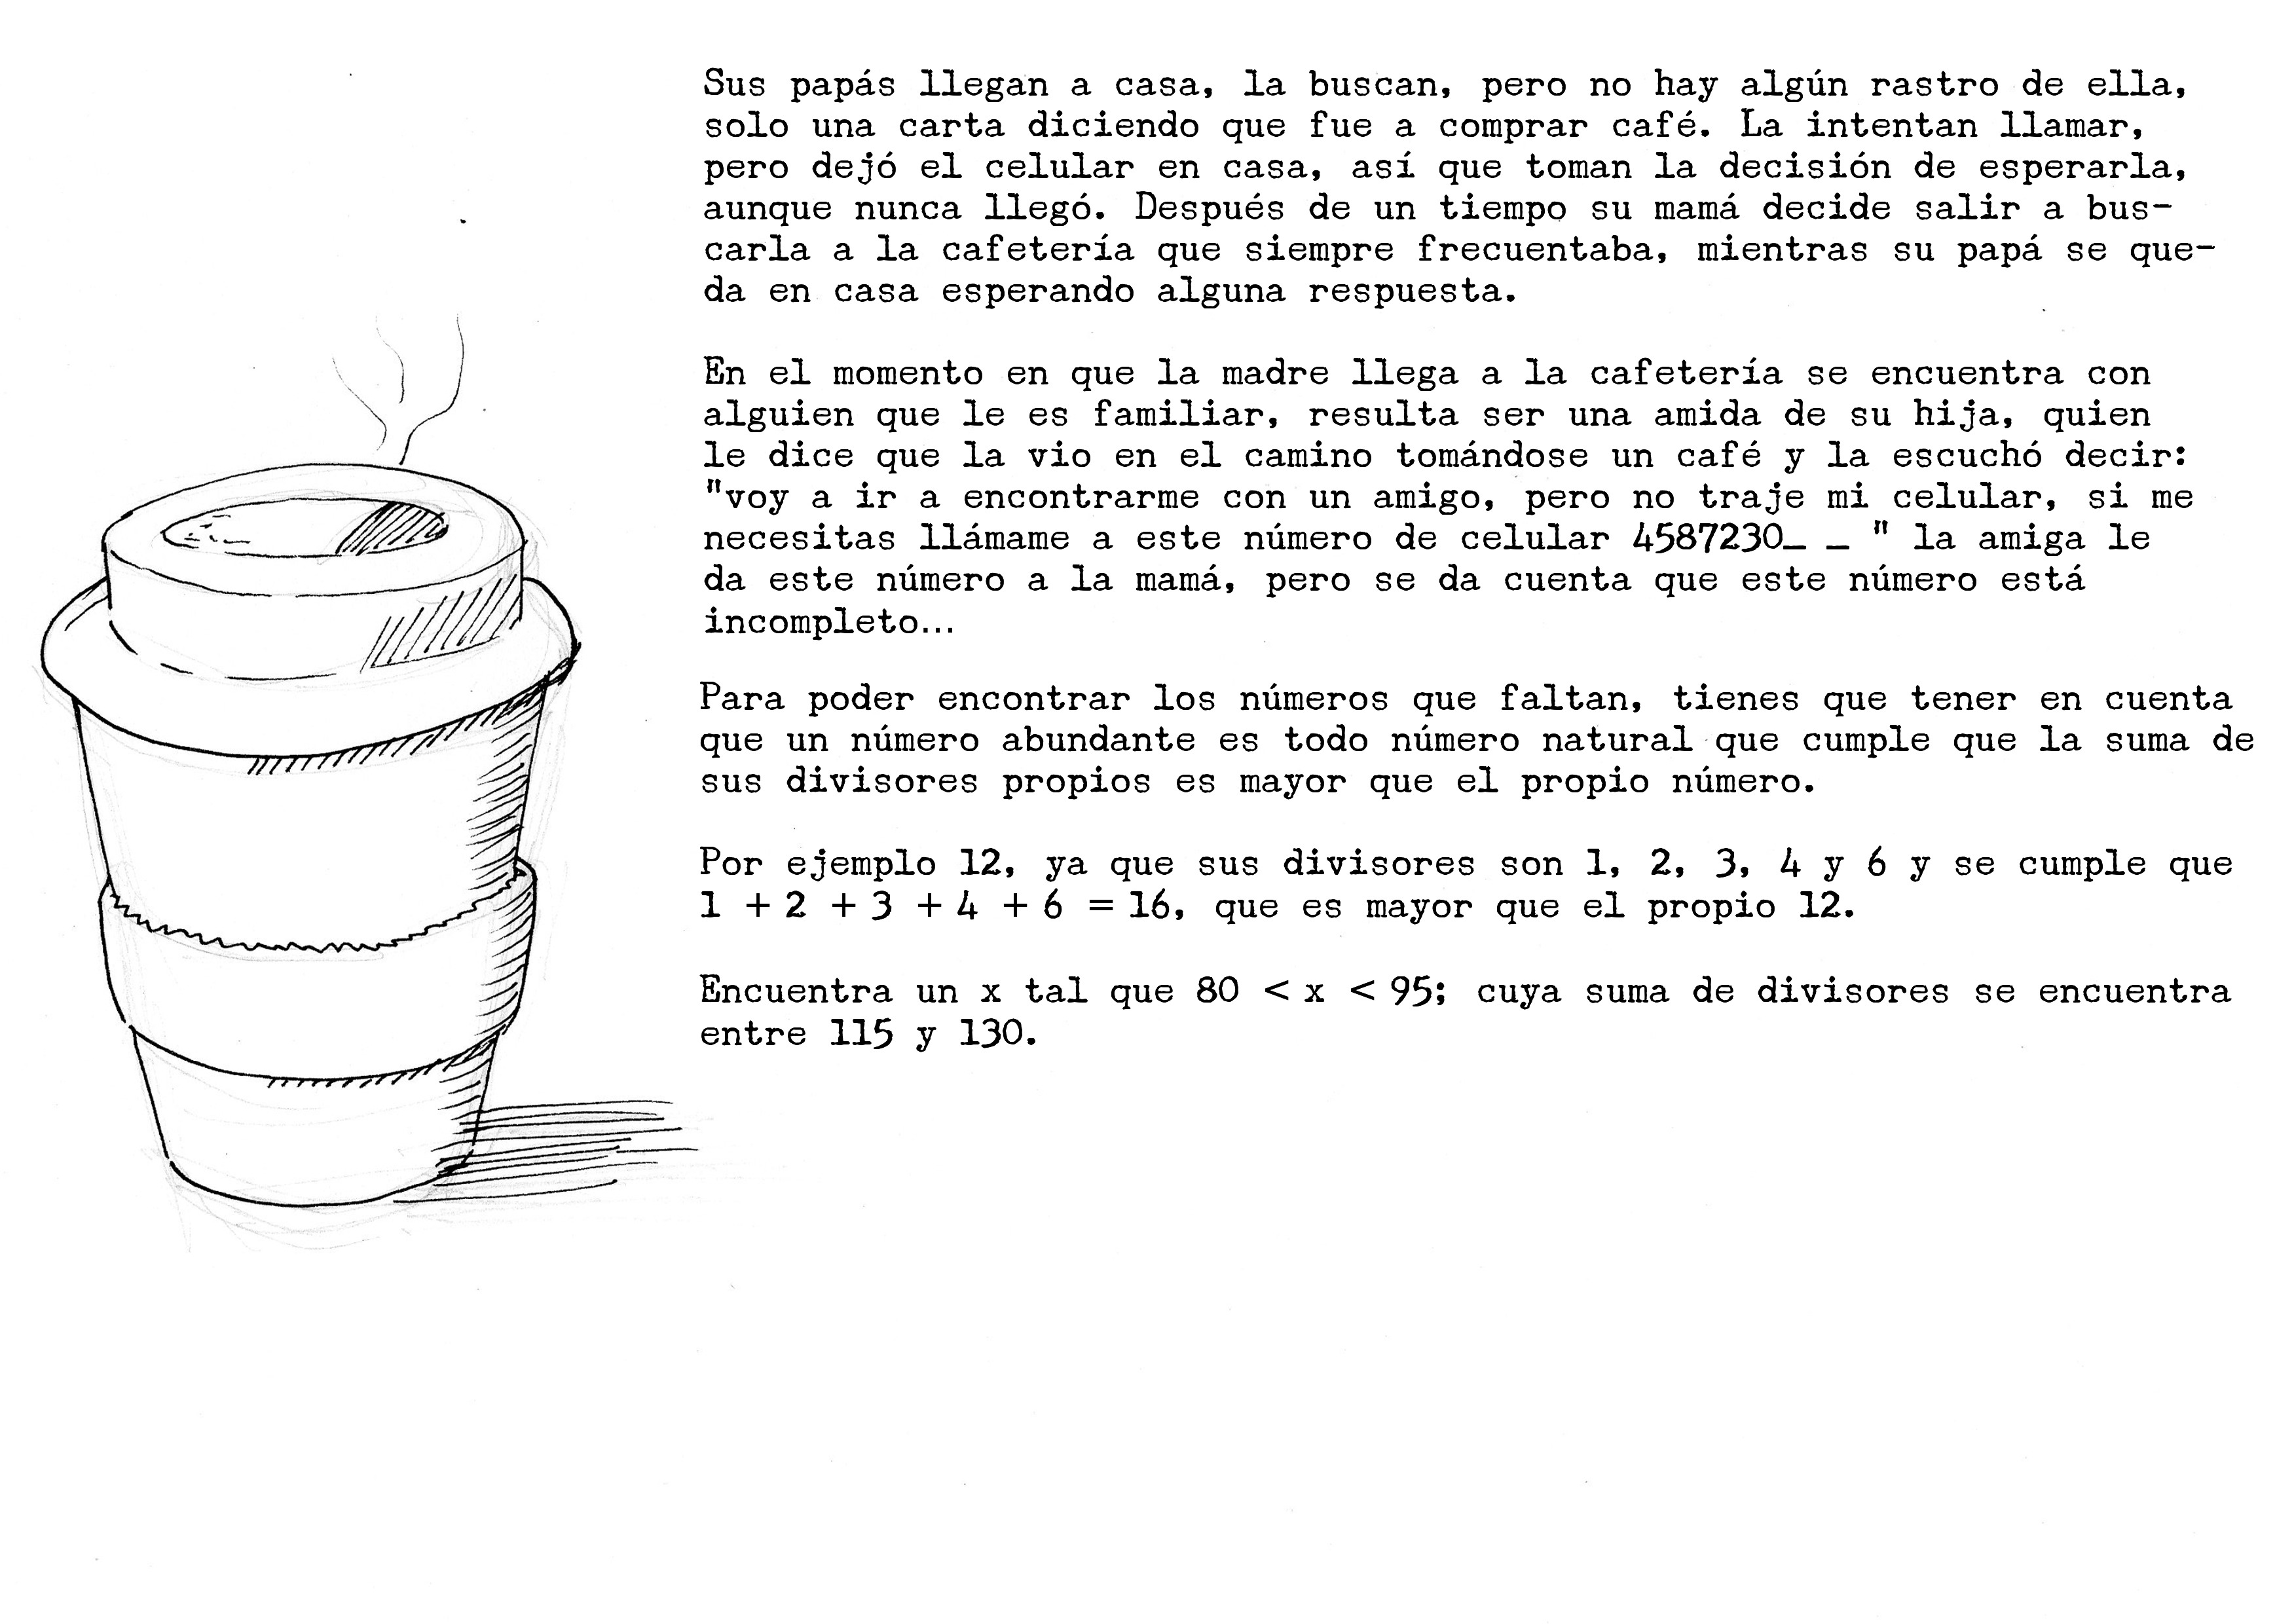 Sus papás llegan a casa, la buscan, pero no hay algún rastro de ella,
solo una carta diciendo que fue a comprar café. La intentan llamar,
pero dejó el celular en casa, así que toman la decisión de esperarla,
aunque nunca llegó. Después de un tiempo su mamá decide salir a bus-
carla a la cafetería que siempre frecuentaba, mientras su papá se que-
da en casa esperando alguna respuesta.
En el momento en que la madre llega a la cafetería se encuentra con
alguien que le es familiar, resulta ser una amida de su hija, quien
le dice que la vio en el camino tomándose un café y la escuchó decir:
"voy a ir a encontrarme con un amigo, pero no traje mi celular, si me
necesitas llámame a este número de celular 4587230_ _ " la amiga le
da este número a la mamá, pero se da cuenta que este número está
incompleto...
Para poder encontrar los números que faltan, tienes que tener en cuenta
que un número abundante es todo número natural que cumple que la suma de
sus divisores propios es mayor que el propio número.
Por ejemplo 12, ya que sus divisores son 1, 2, 3, 4 y 6 y se cumple que
1 + 2 + 3 + 4 + 6 = 16, que es mayor que el propio 12.
Encuentra un x tal que 80 < x < 95; cuya suma de divisores se encuentra
entre 115 y 130.